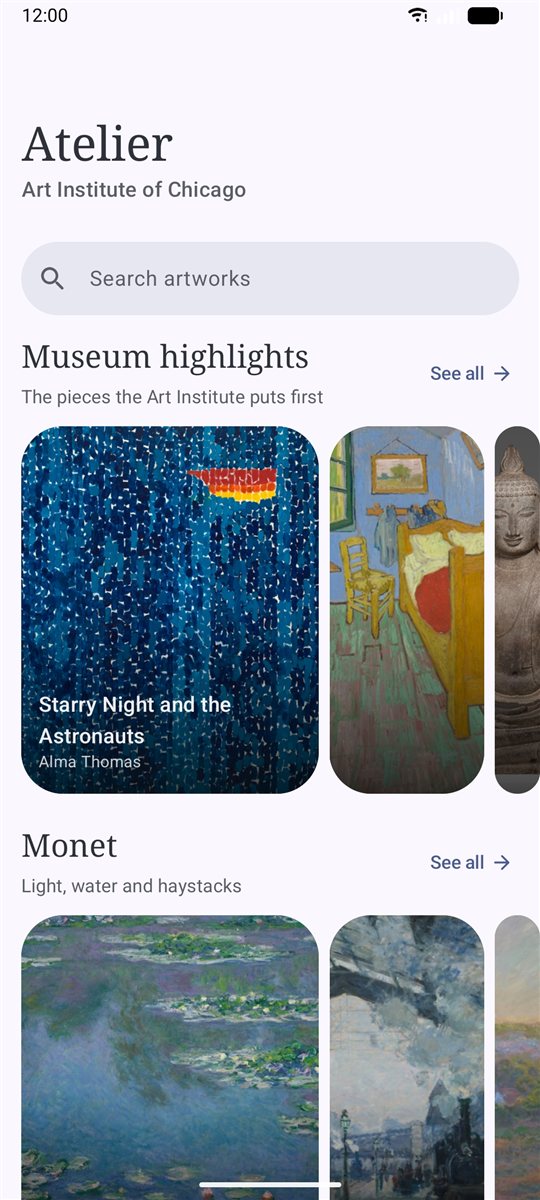 12:00
Atelier
Art Institute of Chicago
Search artworks
Museum highlights
See all
The pieces the Art Institute puts first
Starry Night and the
Astronauts
Alma Thomas
Monet
See all
Light, water and haystacks